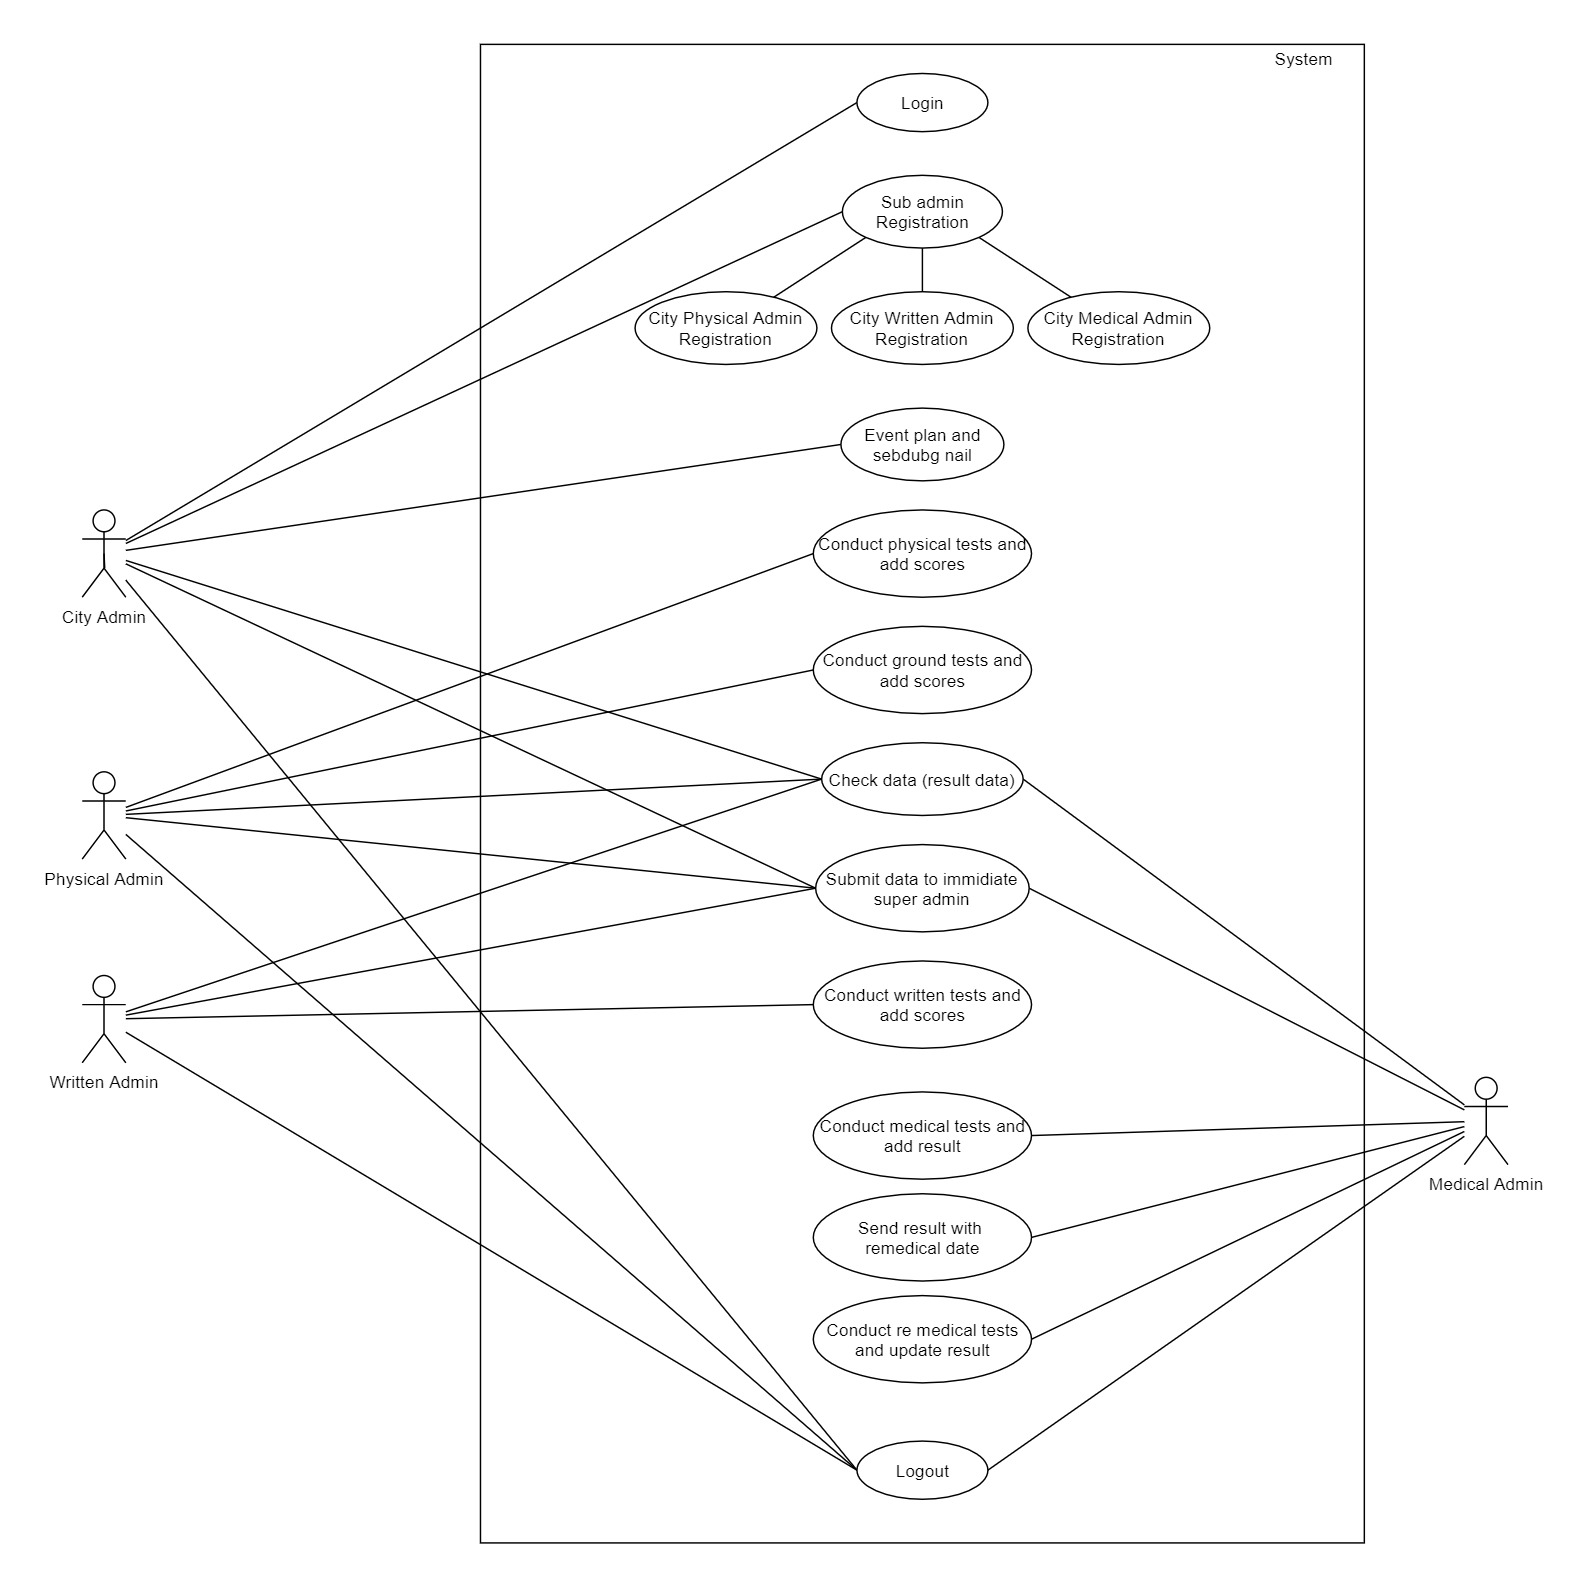 System
Login
Sub admin
Registration
City Physical Admin
Registration
City Written Admin
Registration
City Medical Admin
Registration
Event plan and
sebdubg nail
Conduct physical tests and
add scores
City Admin
Conduct ground tests and
add scores
Check data (result data)
Physical Admin
Submit data to immidiate
super admin
Conduct written tests and
add scores
Written Admin
Conduct medical tests and
add result
Medical Admin
Send result with
remedical date
Conduct re medical tests
and update result
Logout